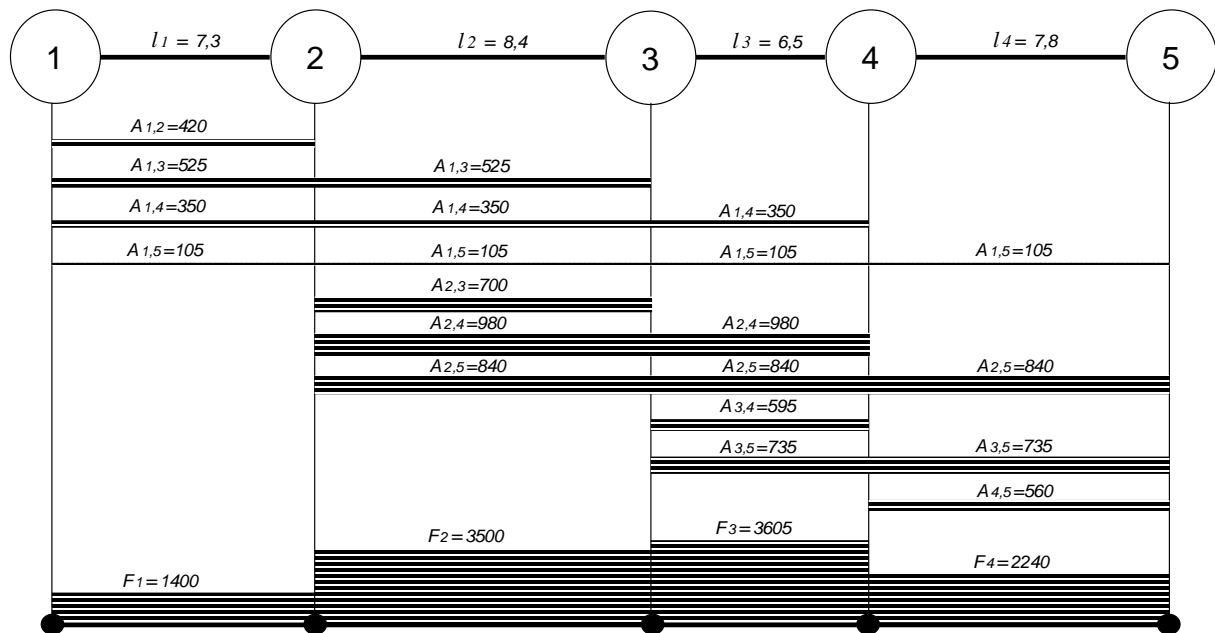 1 l1 = 7,3 2 l2 = 8,4 3 l3 = 6,5 4 l4 = 7,8 5
A1,2=420
A1,3=525 A1,3=525
A1,4=350 A1,4=350 A1,4=350
A1,5=105 A1,5=105 A1,5=105 A1,5=105
A2,3=700
A2,4=980 A2,4=980
A2,5=840 A2,5=840 A2,5=840
A3,4=595
A3,5=735 A3,5=735
A4,5=560
F1=1400 F2=3500 F3=3605 F4=2240